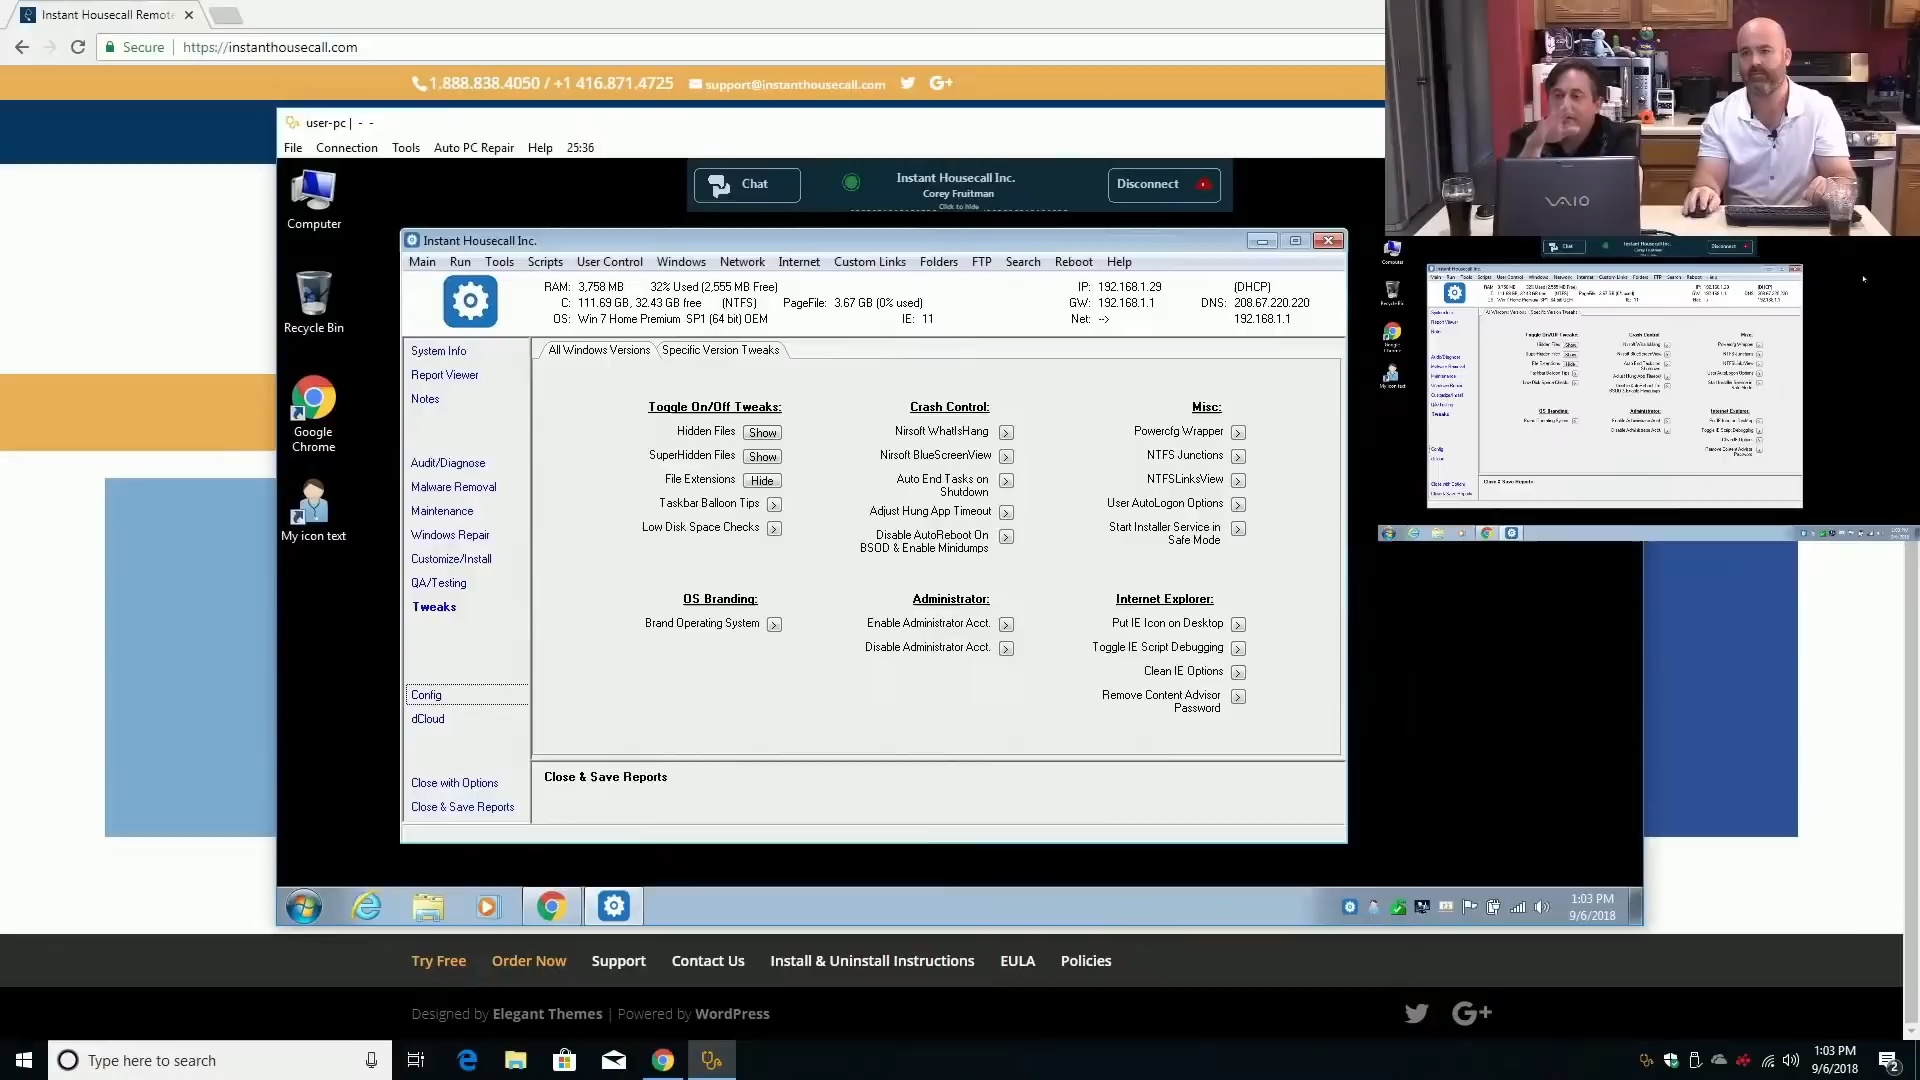 Instant Housecall Remote
Secure
https://instanthousecall.com
1.888.838.4050 / +1 416.871.4725
support@instanthousecall.com
G+
user-pc | - -
File Connection Tools Auto PC Repair Help 25:36
Chat
Instant Housecall Inc.
Corey Fruitman
Click to hide
Disconnect
Computer
Recycle Bin
Google
Chrome
My icon text
Instant Housecall Inc.
Main Run Tools Scripts User Control Windows Network Internet Custom Links Folders FTP Search Reboot Help
RAM: 3,758 MB 32% Used (2,555 MB Free) IP: 192.168.1.29 (DHCP)
C: 111.69 GB, 32.43 GB free (NTFS) PageFile: 3.67 GB (0% used) GW: 192.168.1.1 DNS: 208.67.220.220
OS: Win 7 Home Premium SP1 (64 bit) OEM IE: 11 Net: --> 192.168.1.1
System Info
Report Viewer
Notes
Audit/Diagnose
Malware Removal
Maintenance
Windows Repair
Customize/Install
QA/Testing
Tweaks
Config
dCloud
Close with Options
Close & Save Reports
All Windows Versions
Specific Version Tweaks
Toggle On/Off Tweaks:
Hidden Files Show
SuperHidden Files Show
File Extensions Hide
Taskbar Balloon Tips >
Low Disk Space Checks >
Crash Control:
Nirsoft WhatIsHang >
Nirsoft BlueScreenView >
Auto End Tasks on
Shutdown >
Adjust Hung App Timeout >
Disable AutoReboot On
BSOD & Enable Minidumps >
Misc:
Powercfg Wrapper >
NTFS Junctions >
NTFSLinksView >
User AutoLogon Options >
Start Installer Service in
Safe Mode >
OS Branding:
Brand Operating System >
Administrator:
Enable Administrator Acct. >
Disable Administrator Acct. >
Internet Explorer:
Put IE Icon on Desktop >
Toggle IE Script Debugging >
Clean IE Options >
Remove Content Advisor
Password >
Close & Save Reports
1:03 PM
9/6/2018
VAIO
Try Free Order Now Support Contact Us Install & Uninstall Instructions EULA Policies
Designed by Elegant Themes | Powered by WordPress
G+
Type here to search
1:03 PM
9/6/2018
2